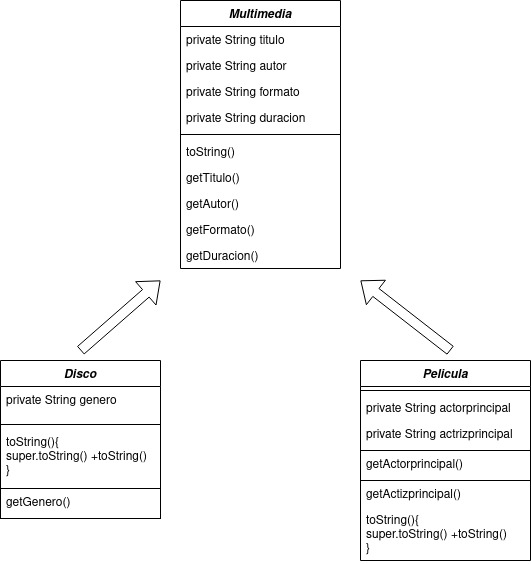 Multimedia
private String titulo
private String autor
private String formato
private String duracion
toString()
getTitulo()
getAutor()
getFormato()
getDuracion()
Disco
private String genero
toString(){
super.toString() +toString()
}
getGenero()
Pelicula
private String actorprincipal
private String actrizprincipal
getActorprincipal()
getActizprincipal()
toString(){
super.toString() +toString()
}